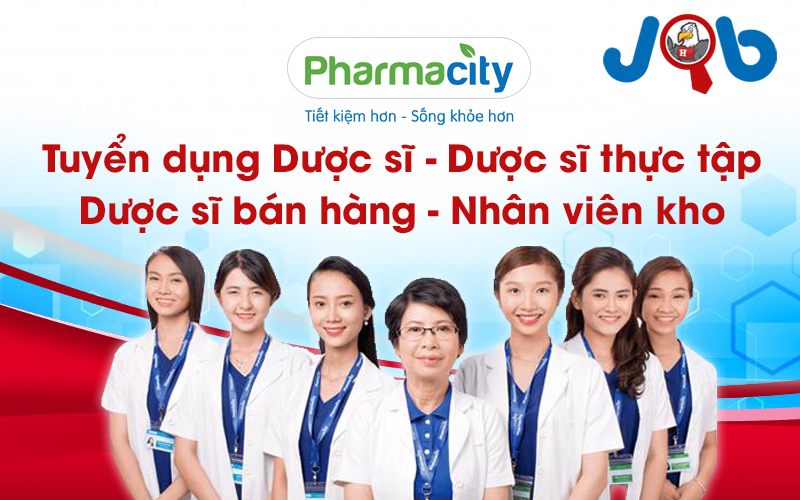 Pharmacity
JOB
H
Tiết kiệm hơn - Sống khỏe hơn
Tuyển dụng Dược sĩ - Dược sĩ thực tập
Dược sĩ bán hàng - Nhân viên kho